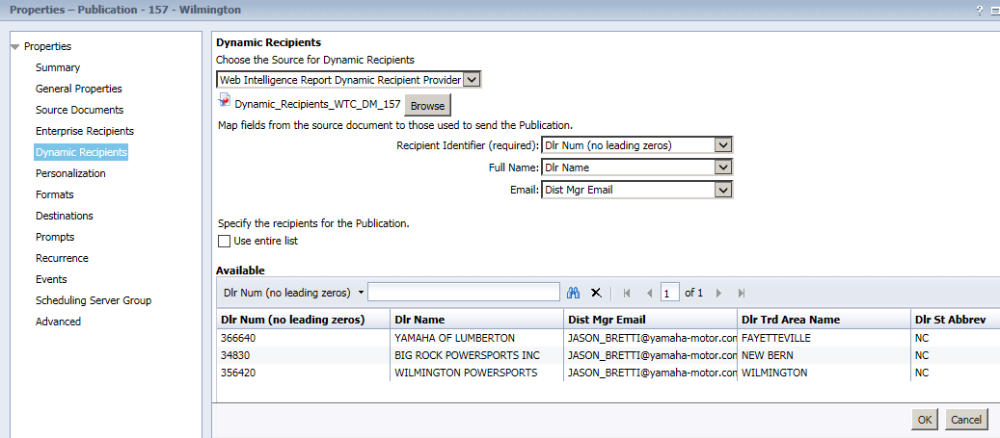 Properties – Publication - 157 - Wilmington
?
Properties
Summary
General Properties
Source Documents
Enterprise Recipients
Dynamic Recipients
Personalization
Formats
Destinations
Prompts
Recurrence
Events
Scheduling Server Group
Advanced
Dynamic Recipients
Choose the Source for Dynamic Recipients
Web Intelligence Report Dynamic Recipient Provider
Dynamic_Recipients_WTC_DM_157 Browse
Map fields from the source document to those used to send the Publication.
Recipient Identifier (required): Dlr Num (no leading zeros)
Full Name: Dlr Name
Email: Dist Mgr Email
Specify the recipients for the Publication.
Use entire list
Available
Dlr Num (no leading zeros) 1 of 1
Dlr Num (no leading zeros) Dlr Name Dist Mgr Email Dlr Trd Area Name Dlr St Abbrev
366640 YAMAHA OF LUMBERTON JASON_BRETTI@yamaha-motor.com FAYETTEVILLE NC
34830 BIG ROCK POWERSPORTS INC JASON_BRETTI@yamaha-motor.com NEW BERN NC
356420 WILMINGTON POWERSPORTS JASON_BRETTI@yamaha-motor.com WILMINGTON NC
OK Cancel